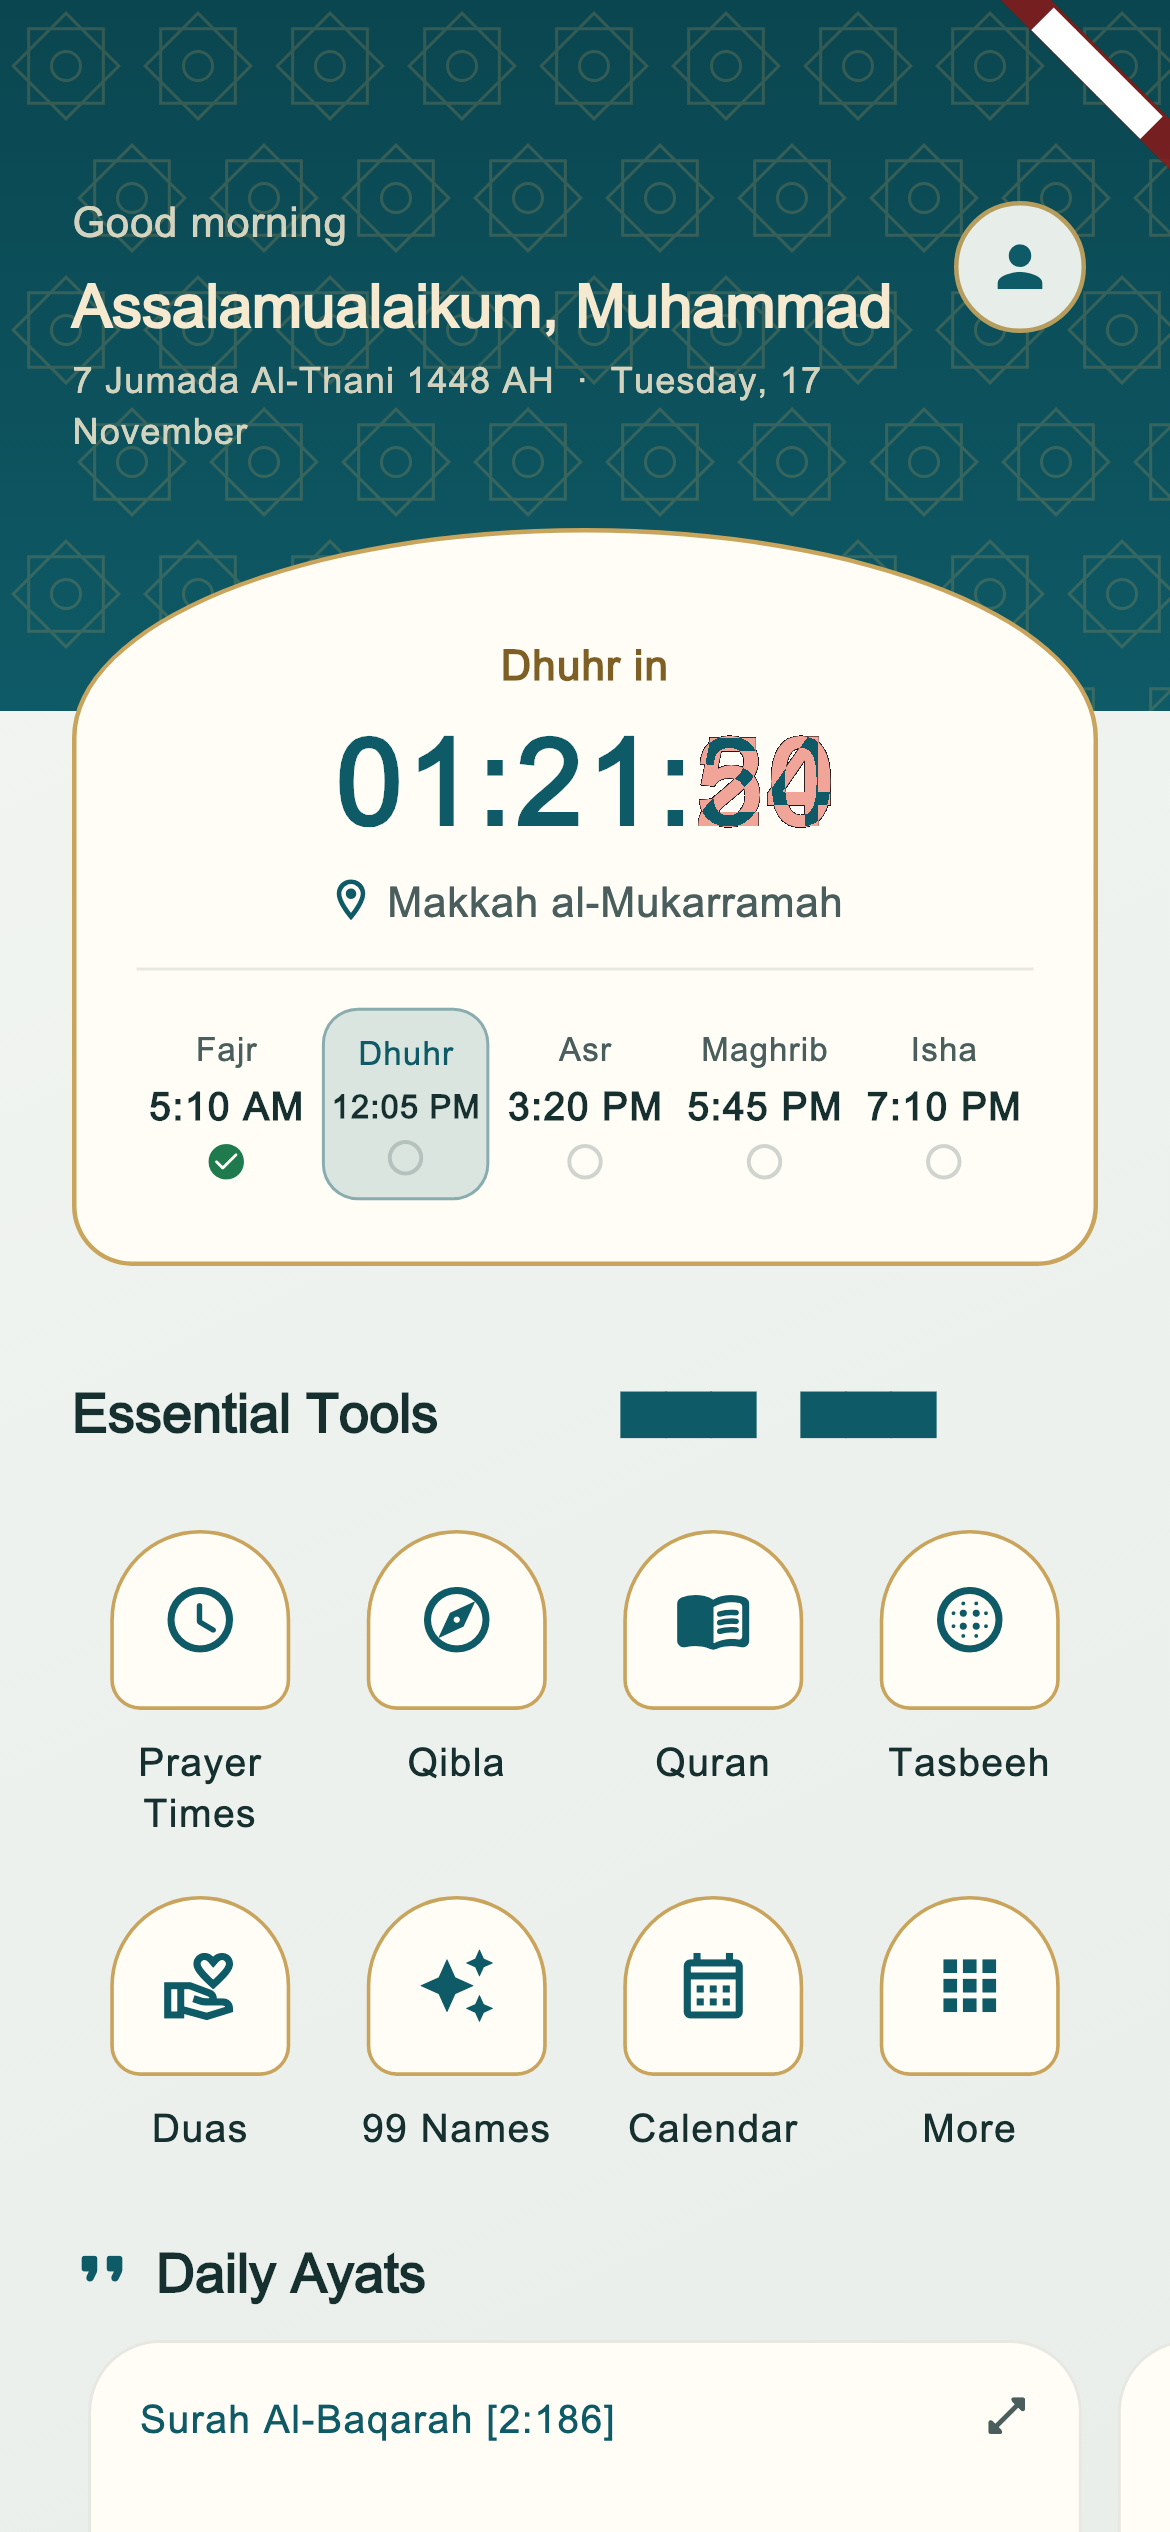 Good morning
Assalamualaikum, Muhammad
7 Jumada Al-Thani 1448 AH · Tuesday, 17
November
Dhuhr in
01:21:
Makkah al-Mukarramah
Fajr Dhuhr Asr Maghrib Isha
5:10 AM 12:05 PM 3:20 PM 5:45 PM 7:10 PM
Essential Tools
Prayer Times
Qibla
Quran
Tasbeeh
Duas
99 Names
Calendar
More
Daily Ayats
Surah Al-Baqarah [2:186]